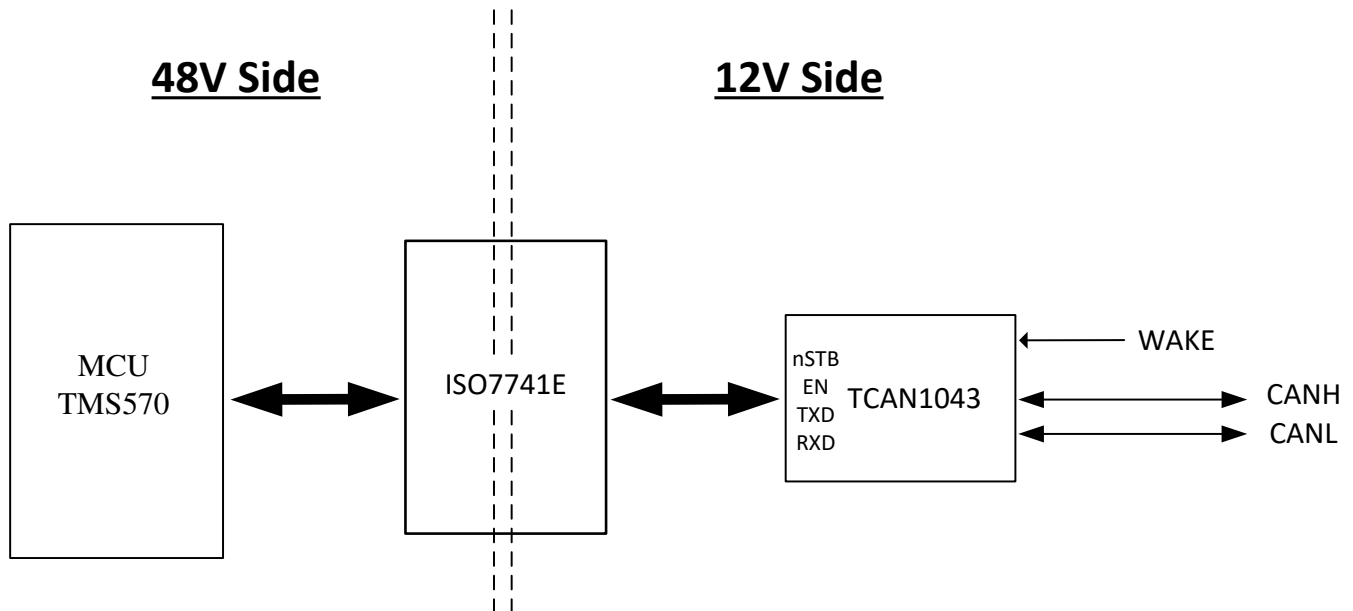 48V Side
12V Side
MCU
TMS570
ISO7741E
nSTB
EN
TXD
RXD
TCAN1043
WAKE
CANH
CANL